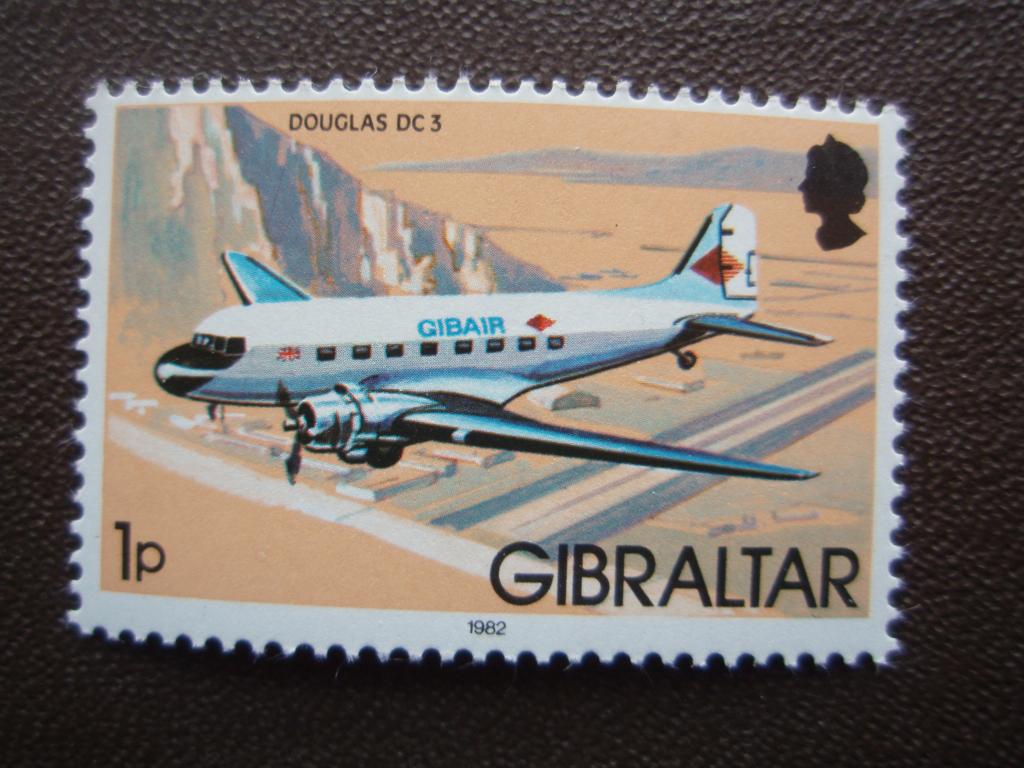 DOUGLAS DC 3
GIBAIR
1p
GIBRALTAR
1982